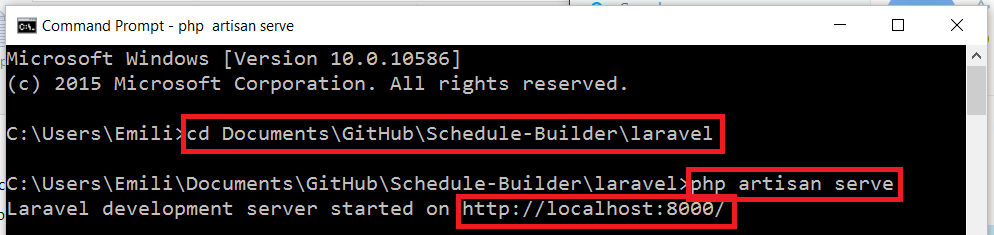 Command Prompt - php  artisan serve
Microsoft Windows [Version 10.0.10586]
(c) 2015 Microsoft Corporation. All rights reserved.
C:\Users\Emili>cd Documents\GitHub\Schedule-Builder\laravel
C:\Users\Emili\Documents\GitHub\Schedule-Builder\laravel>php artisan serve
Laravel development server started on http://localhost:8000/